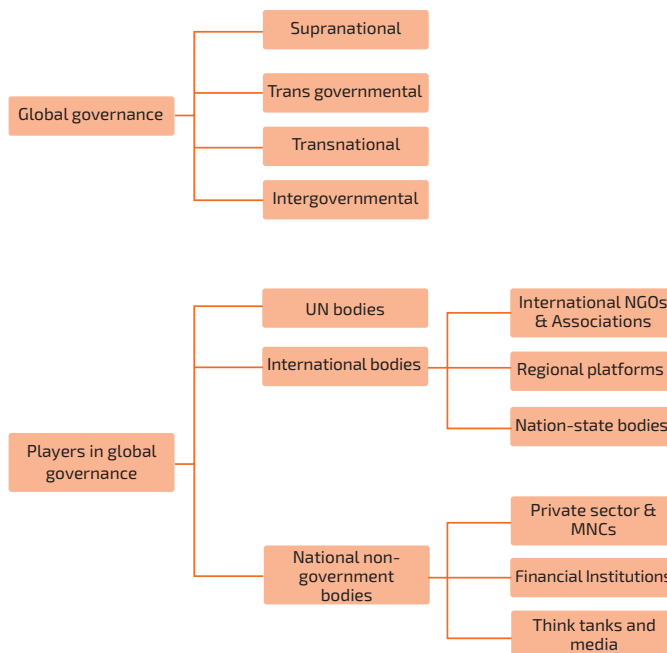 Supranational
Trans governmental
Global governance
Transnational
Intergovernmental
UN bodies
International NGOs
& Associations
International bodies
Regional platforms
Nation-state bodies
Players in global
governance
Private sector &
MNCs
National non-
government
bodies
Financial Institutions
Think tanks and
media